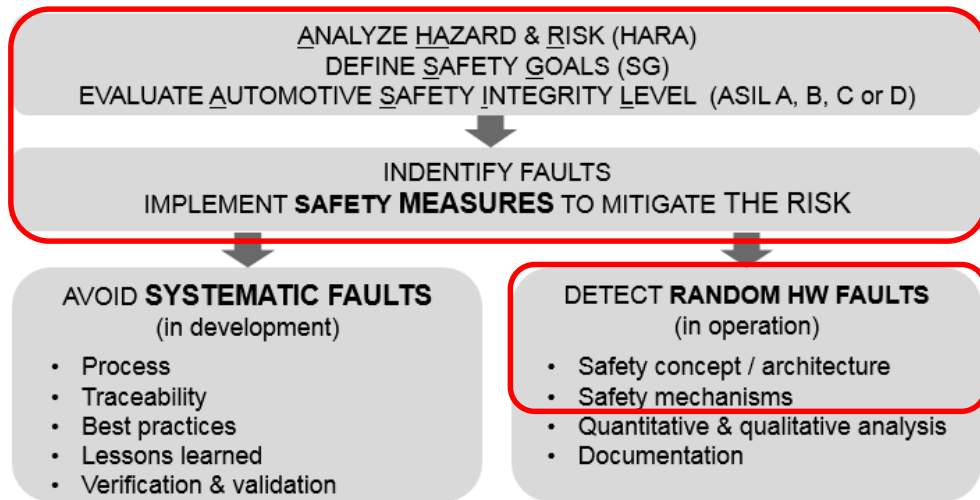 ANALYZE HAZARD & RISK (HARA)
DEFINE SAFETY GOALS (SG)
EVALUATE AUTOMOTIVE SAFETY INTEGRITY LEVEL (ASIL A, B, C or D)
INDENTIFY FAULTS
IMPLEMENT SAFETY MEASURES TO MITIGATE THE RISK
AVOID SYSTEMATIC FAULTS
(in development)
• Process
• Traceability
• Best practices
• Lessons learned
• Verification & validation
DETECT RANDOM HW FAULTS
(in operation)
• Safety concept / architecture
• Safety mechanisms
• Quantitative & qualitative analysis
• Documentation